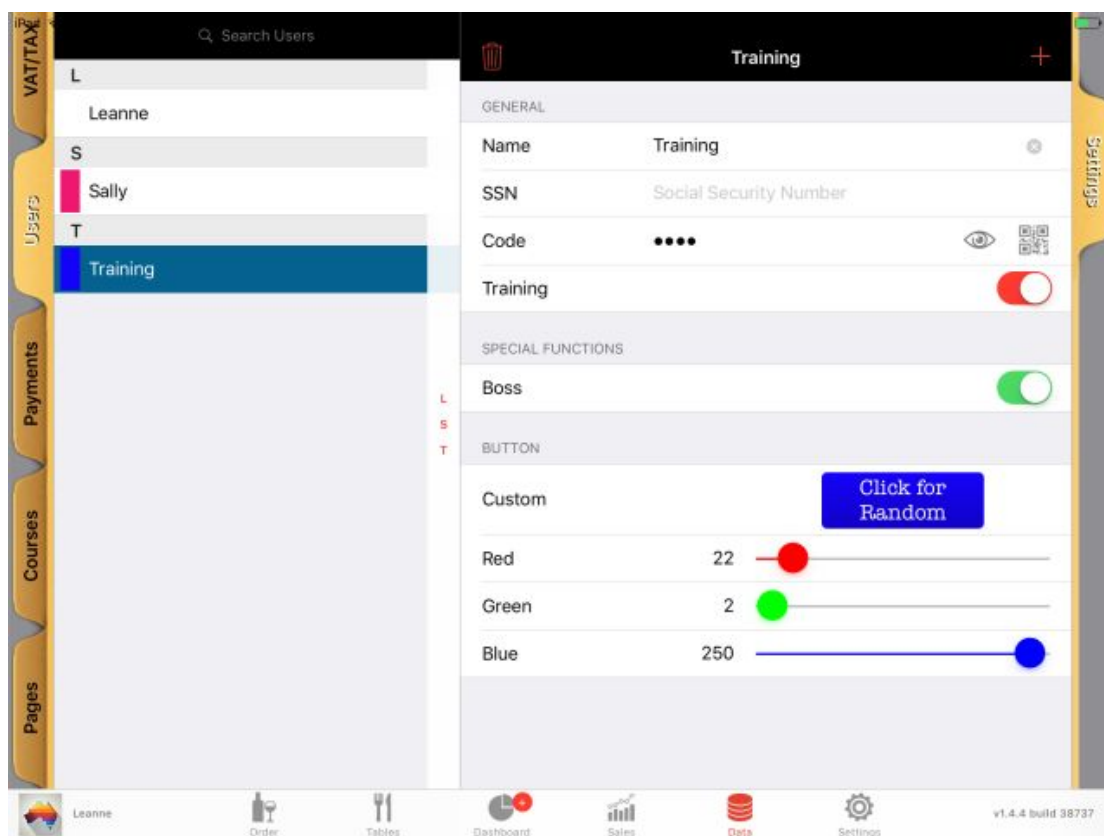 iPad
VAT/TAX
Users
Payments
Courses
Pages
Search Users
L
Leanne
S
Sally
T
Training
L
S
T
Training
+
GENERAL
Name Training
SSN Social Security Number
Code ••••
Training
SPECIAL FUNCTIONS
Boss
BUTTON
Custom Click for
Random
Red 22
Green 2
Blue 250
Settings
Leanne
Order
Tables
Dashboard
Sales
Data
Settings
v1.4.4 build 38737